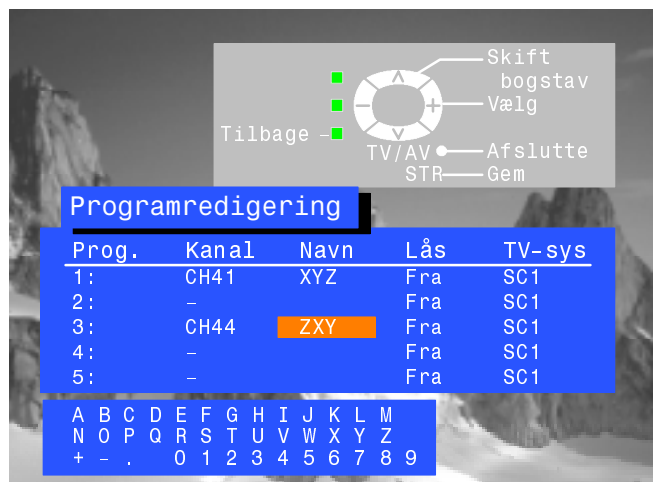 Skift
bogstav
Vælg
Tilbage
TV/AV Afslutte
STR Gem
Programredigering
Prog. Kanal Navn Lås TV-sys
1: CH41 XYZ Fra SC1
2: – Fra SC1
3: CH44 ZXY Fra SC1
4: – Fra SC1
5: – Fra SC1
A B C D E F G H I J K L M
N O P Q R S T U V W X Y Z
+ – . 0 1 2 3 4 5 6 7 8 9